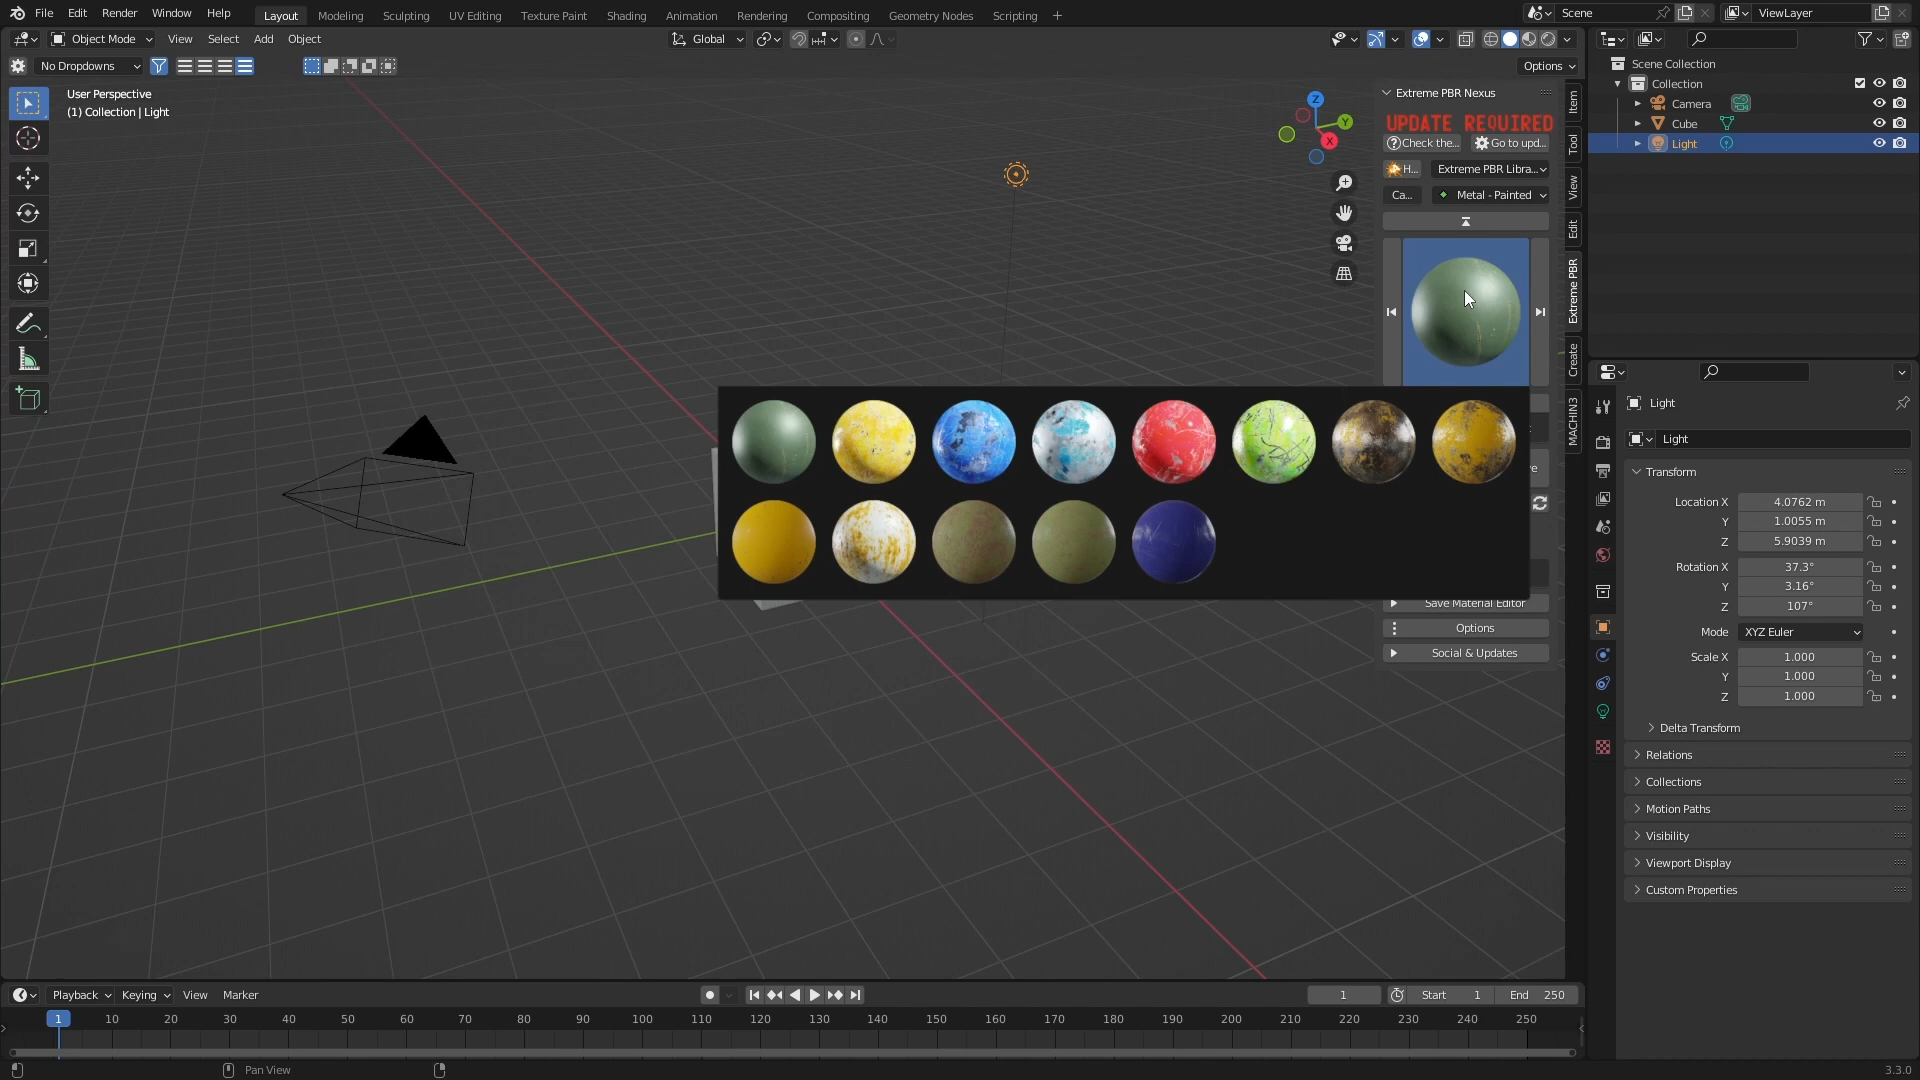 File Edit Render Window Help Layout Modeling Sculpting UV Editing Texture Paint Shading Animation Rendering Compositing Geometry Nodes Scripting + Scene ViewLayer
Object Mode View Select Add Object Global
No Dropdowns Options
User Perspective
(1) Collection | Light
Z
Y
X
Extreme PBR Nexus
UPDATE REQUIRED
Check the... Go to upd...
H... Extreme PBR Libra...
Ca... Metal - Painted
Save Material Editor
Options
Social & Updates
Item
Tool
View
Edit
Extreme PBR
Create
MACHIN3
Scene Collection
Collection
Camera
Cube
Light
Light
Light
Transform
Location X 4.0762 m
Y 1.0055 m
Z 5.9039 m
Rotation X 37.3°
Y 3.16°
Z 107°
Mode XYZ Euler
Scale X 1.000
Y 1.000
Z 1.000
Delta Transform
Relations
Collections
Motion Paths
Visibility
Viewport Display
Custom Properties
Playback Keying View Marker 1 Start 1 End 250
1 10 20 30 40 50 60 70 80 90 100 110 120 130 140 150 160 170 180 190 200 210 220 230 240 250
Pan View 3.3.0